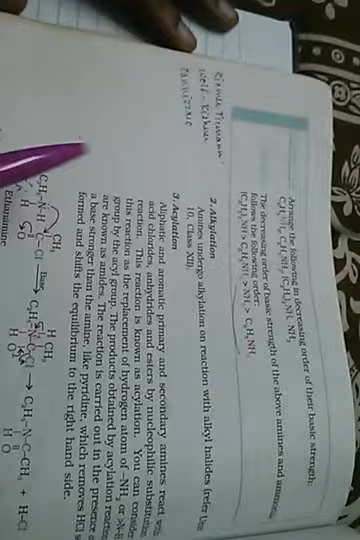 Arrange the following in decreasing order of their basic strength:
C₆H₅NH₂, C₂H₅NH₂, (C₂H₅)₂NH, NH₃
The decreasing order of basic strength of the above amines and ammonia
follows the following order:
(C₂H₅)₂NH > C₂H₅NH₂ > NH₃ > C₆H₅NH₂
2. Alkylation
Amines undergo alkylation on reaction with alkyl halides (refer Unit
10, Class XII).
3. Acylation
Aliphatic and aromatic primary and secondary amines react with
acid chlorides, anhydrides and esters by nucleophilic substitution
reaction. This reaction is known as acylation. You can consider
this reaction as the replacement of hydrogen atom of –NH₂ or >N–H
group by the acyl group. The products obtained by acylation reaction
are known as amides. The reaction is carried out in the presence of
a base stronger than the amine, like pyridine, which removes HCl so
formed and shifts the equilibrium to the right hand side.
C₂H₅–N–H + C–Cl Base C₂H₅–N–C–Cl → C₂H₅–N–C–CH₃ + H–Cl
Ethanamine